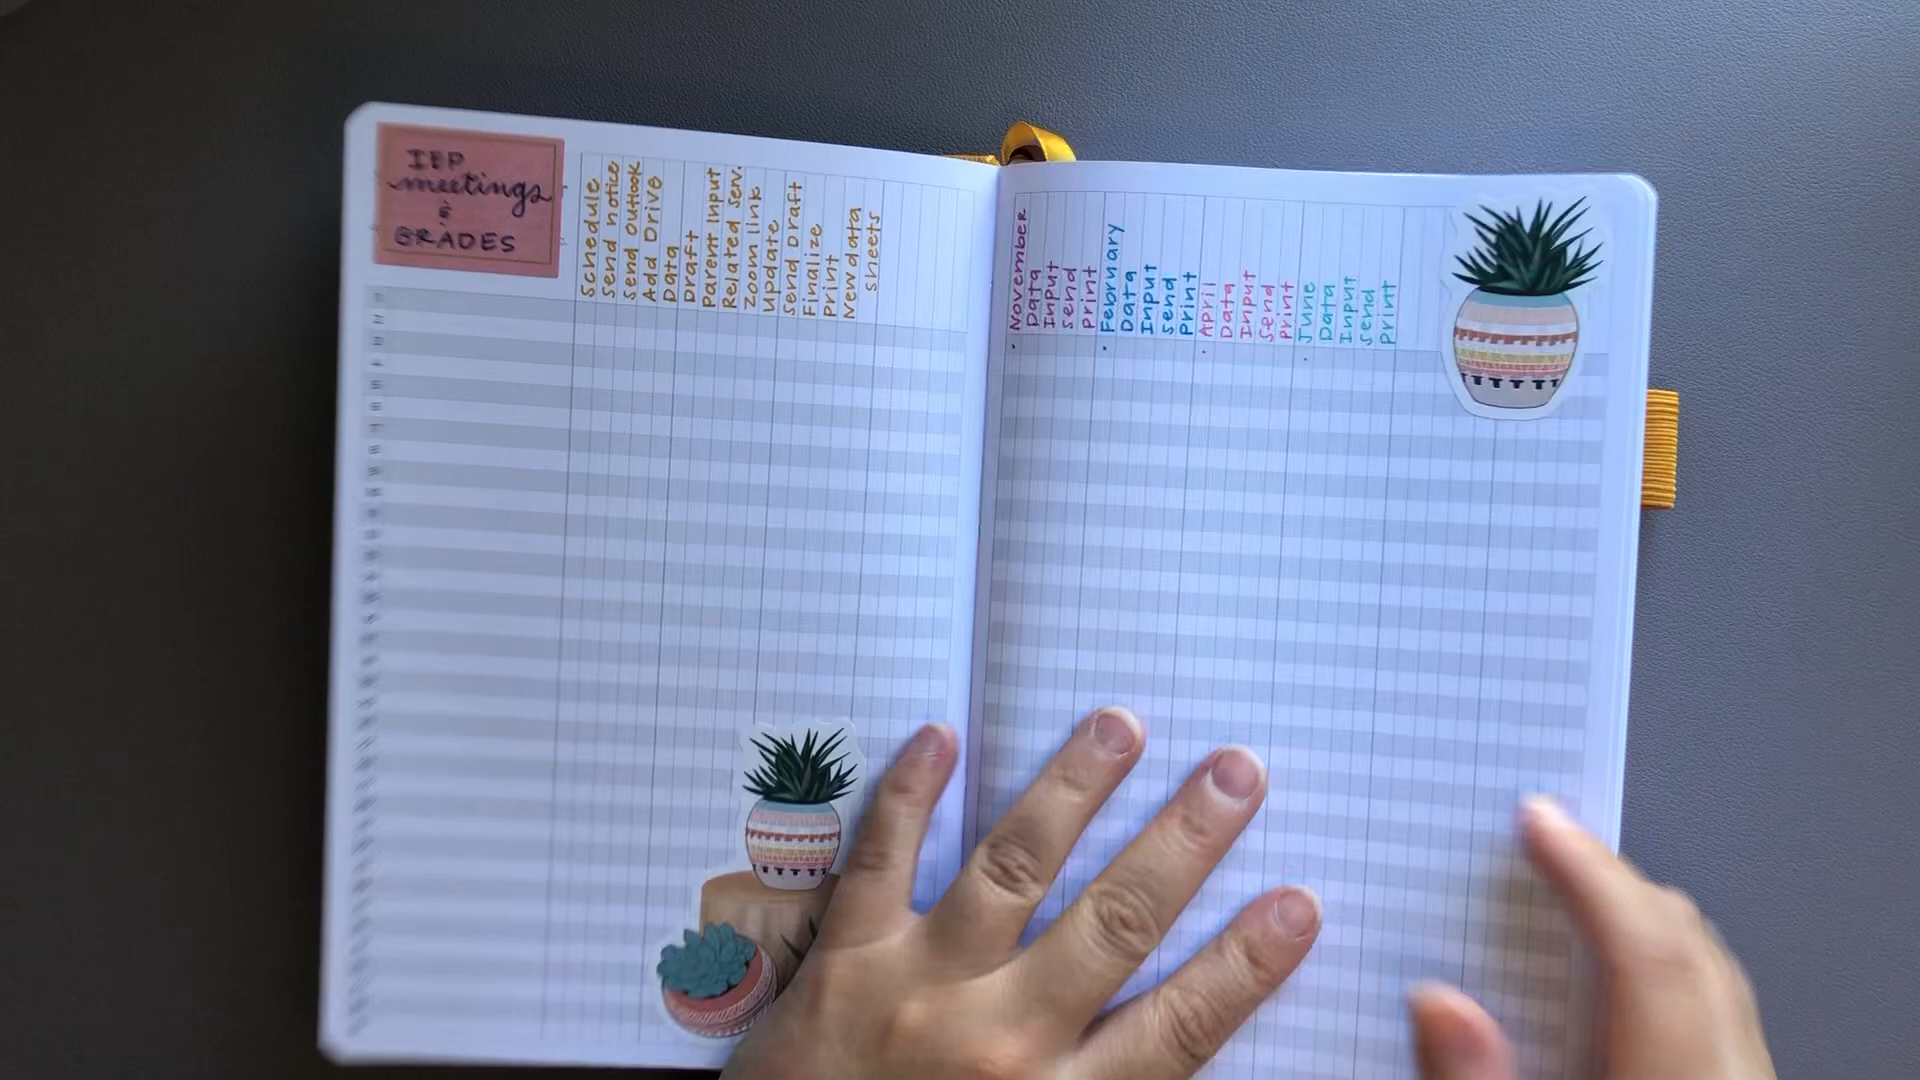 IEP
meetings
&
GRADES
Schedule
Send notice
Send Outlook
Add Drive
Data
Draft
Parent Input
Related Serv.
Zoom link
Update
Send Draft
Finalize
Print
New data
sheets
November
Data
Input
Send
Print
February
Data
Input
Send
Print
April
Data
Input
Send
Print
June
Data
Input
Send
Print